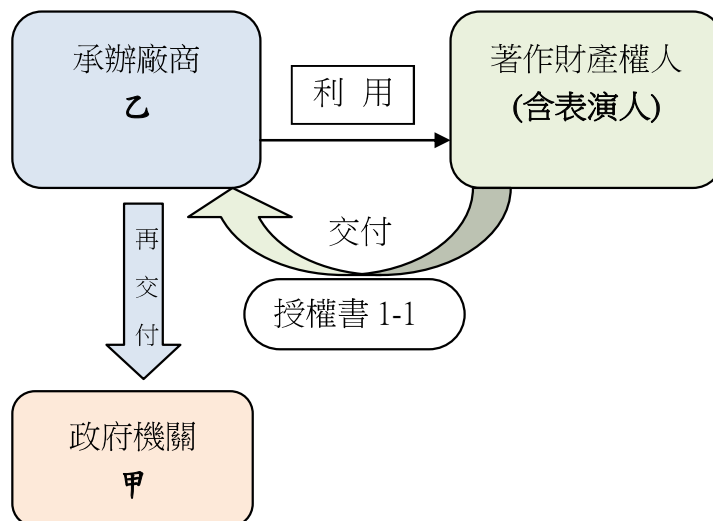 承辦廠商
乙
利 用
著作財產權人
(含表演人)
交付
授權書 1-1
再
交
付
政府機關
甲